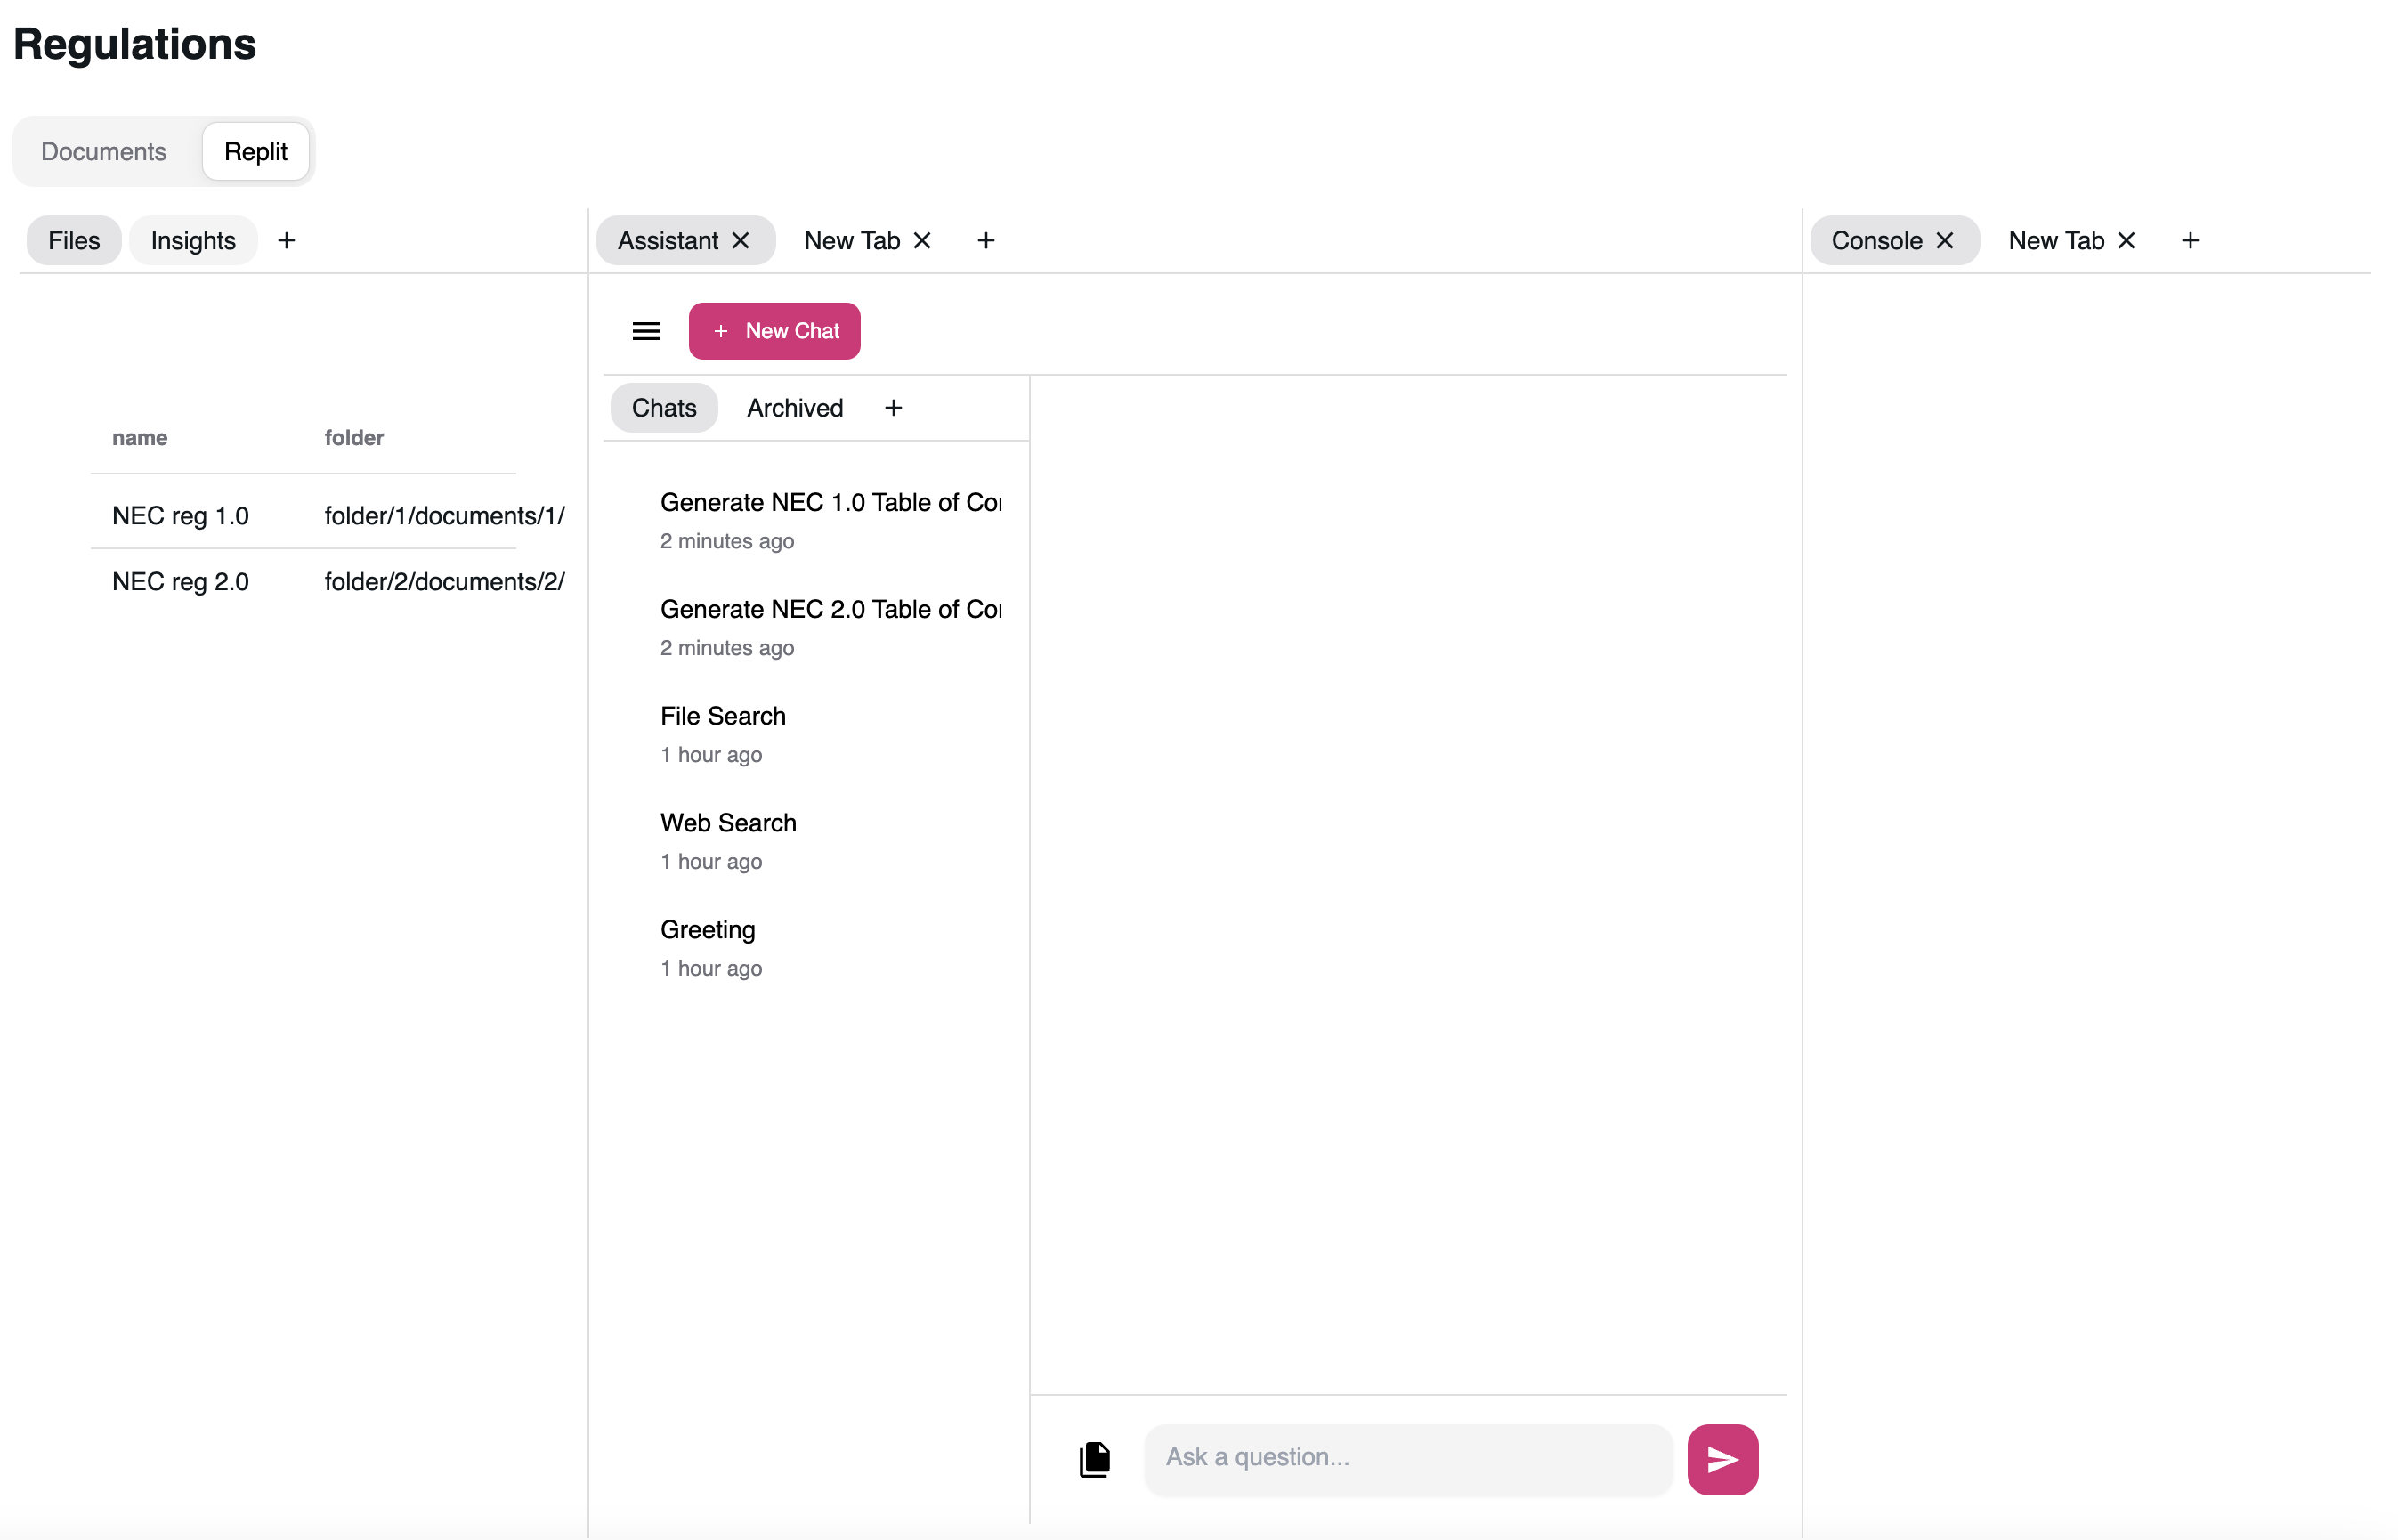 Regulations
Documents Replit
Files Insights +
Assistant New Tab +
Console New Tab +
+ New Chat
Chats Archived +
name folder
NEC reg 1.0 folder/1/documents/1/
NEC reg 2.0 folder/2/documents/2/
Generate NEC 1.0 Table of Co
2 minutes ago
Generate NEC 2.0 Table of Co
2 minutes ago
File Search
1 hour ago
Web Search
1 hour ago
Greeting
1 hour ago
Ask a question...